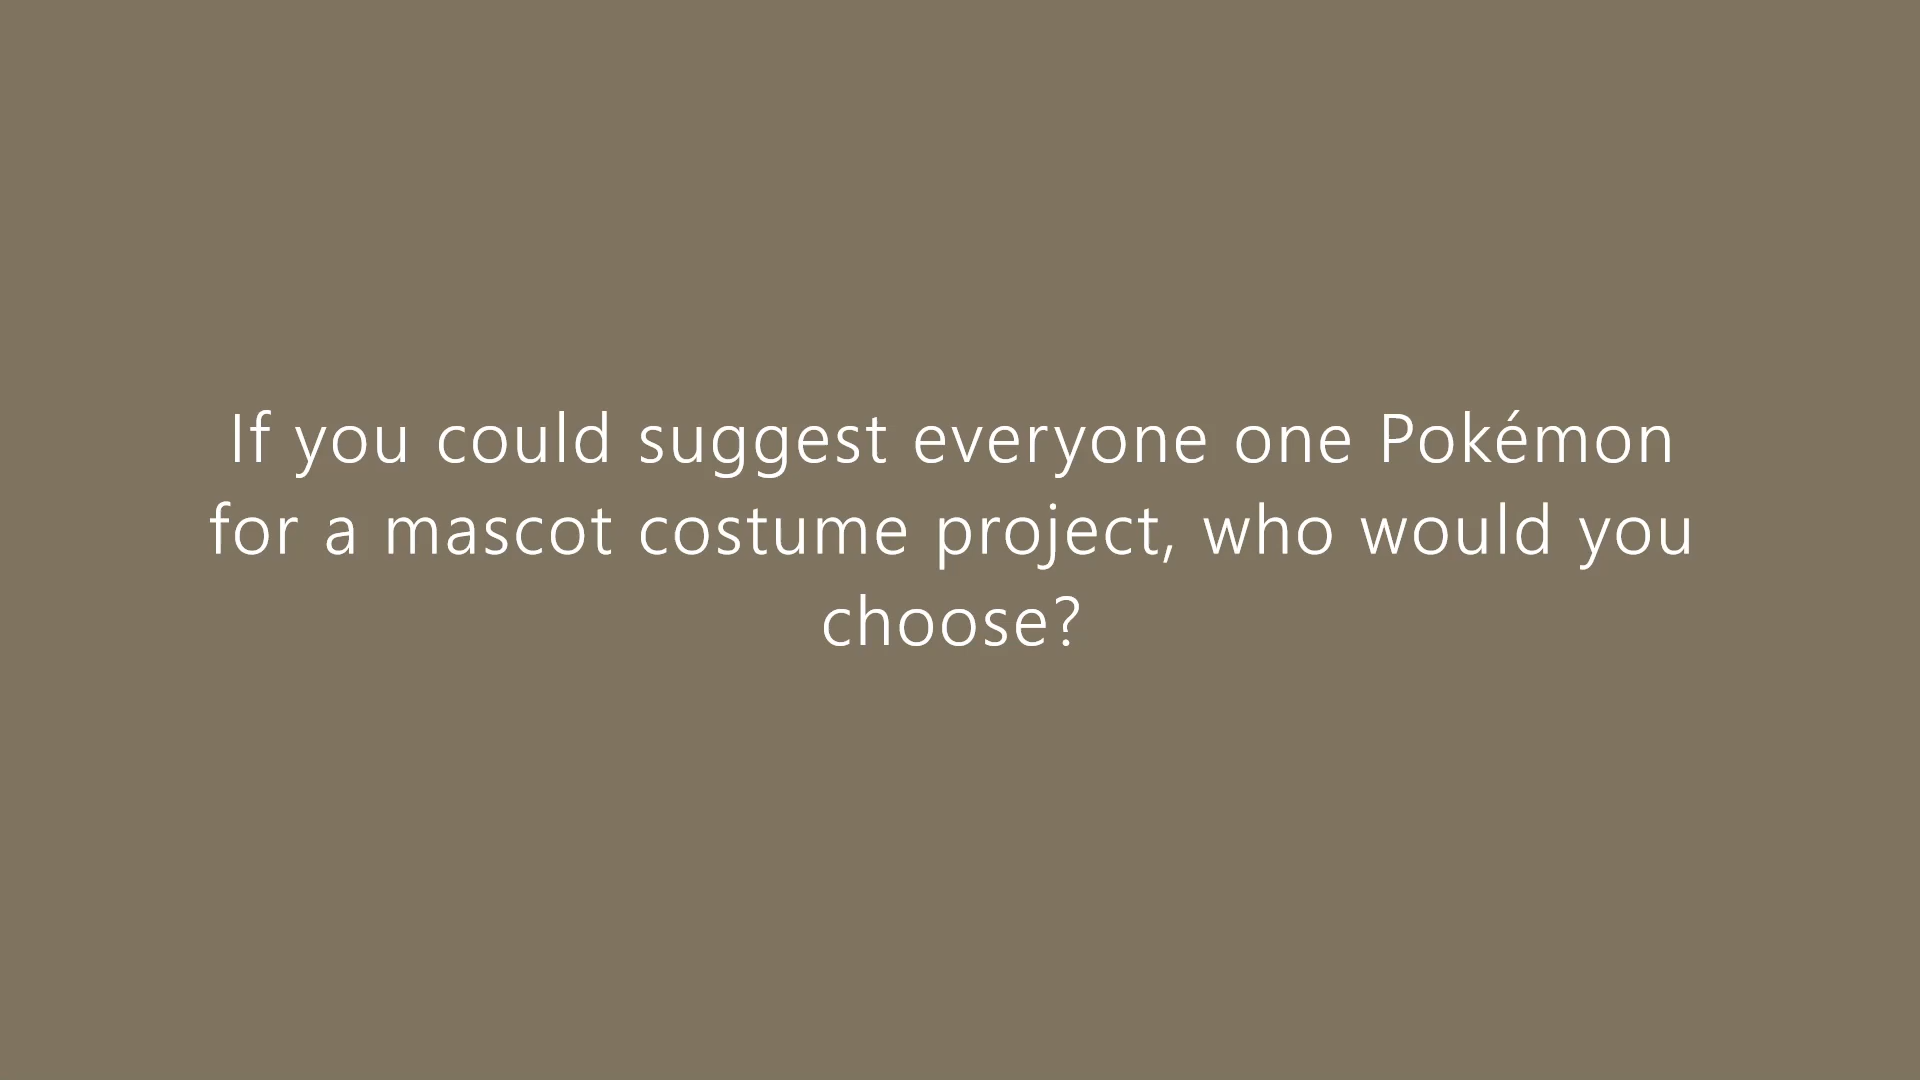 If you could suggest everyone one Pokémon
for a mascot costume project, who would you
choose?